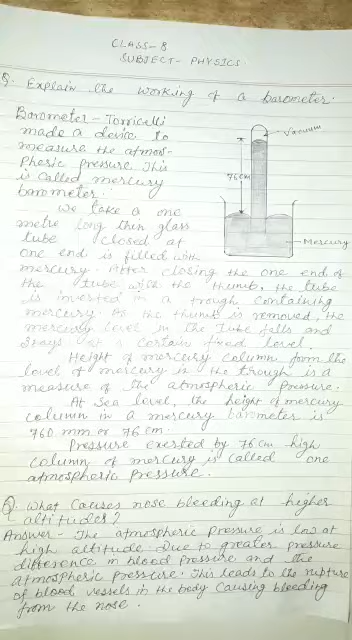 CLASS-8
SUBJECT- PHYSICS
Q. Explain the working of a barometer.
Barometer - Torricelli
made a device to
measure the atmos-
pheric pressure. This
is called mercury
barometer.
Vacuum
76cm
Mercury
We take a one
metre long thin glass
tube closed at
one end is filled with
mercury. After closing the one end of
the tube with the thumb, the tube
is inverted in a trough containing
mercury. As the thumb is removed, the
mercury level in the tube falls and
stays at a certain fixed level.
Height of mercury column form the
level of mercury in the trough is a
measure of the atmospheric pressure.
At sea level, the height of mercury
column in a mercury barometer is
760 mm or 76 cm.
Pressure exerted by 76 cm high
column of mercury is called one
atmospheric pressure.
Q. What causes nose bleeding at higher
altitudes?
Answer - The atmospheric pressure is low at
high altitude. Due to greater pressure
difference in blood pressure and the
atmospheric pressure. This leads to the rupture
of blood vessels in the body causing bleeding
from the nose.